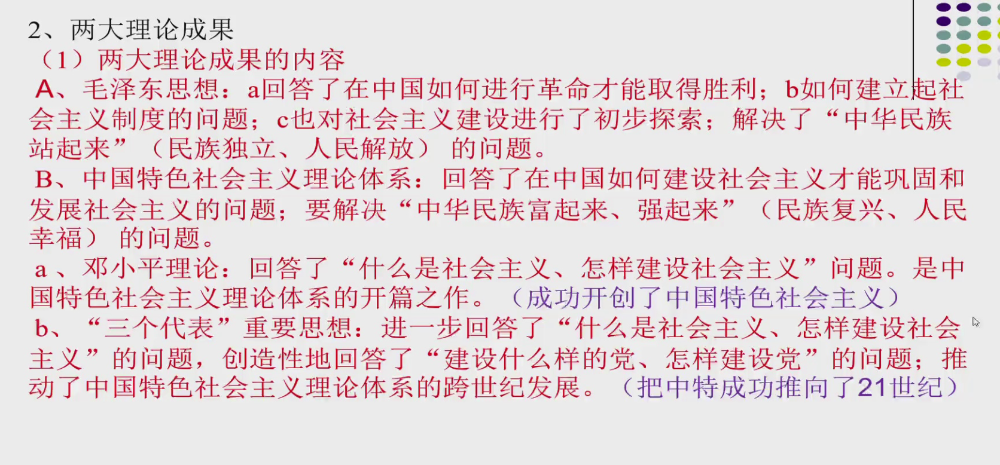 2、两大理论成果
（1）两大理论成果的内容
A、毛泽东思想：a回答了在中国如何进行革命才能取得胜利；b如何建立起社
会主义制度的问题；c也对社会主义建设进行了初步探索；解决了“中华民族
站起来”（民族独立、人民解放） 的问题。
B、中国特色社会主义理论体系：回答了在中国如何建设社会主义才能巩固和
发展社会主义的问题；要解决“中华民族富起来、强起来”（民族复兴、人民
幸福） 的问题。
a 、邓小平理论：回答了“什么是社会主义、怎样建设社会主义”问题。是中
国特色社会主义理论体系的开篇之作。（成功开创了中国特色社会主义）
b、“三个代表”重要思想：进一步回答了“什么是社会主义、怎样建设社会
主义”的问题，创造性地回答了“建设什么样的党、怎样建设党”的问题；推
动了中国特色社会主义理论体系的跨世纪发展。（把中特成功推向了21世纪）